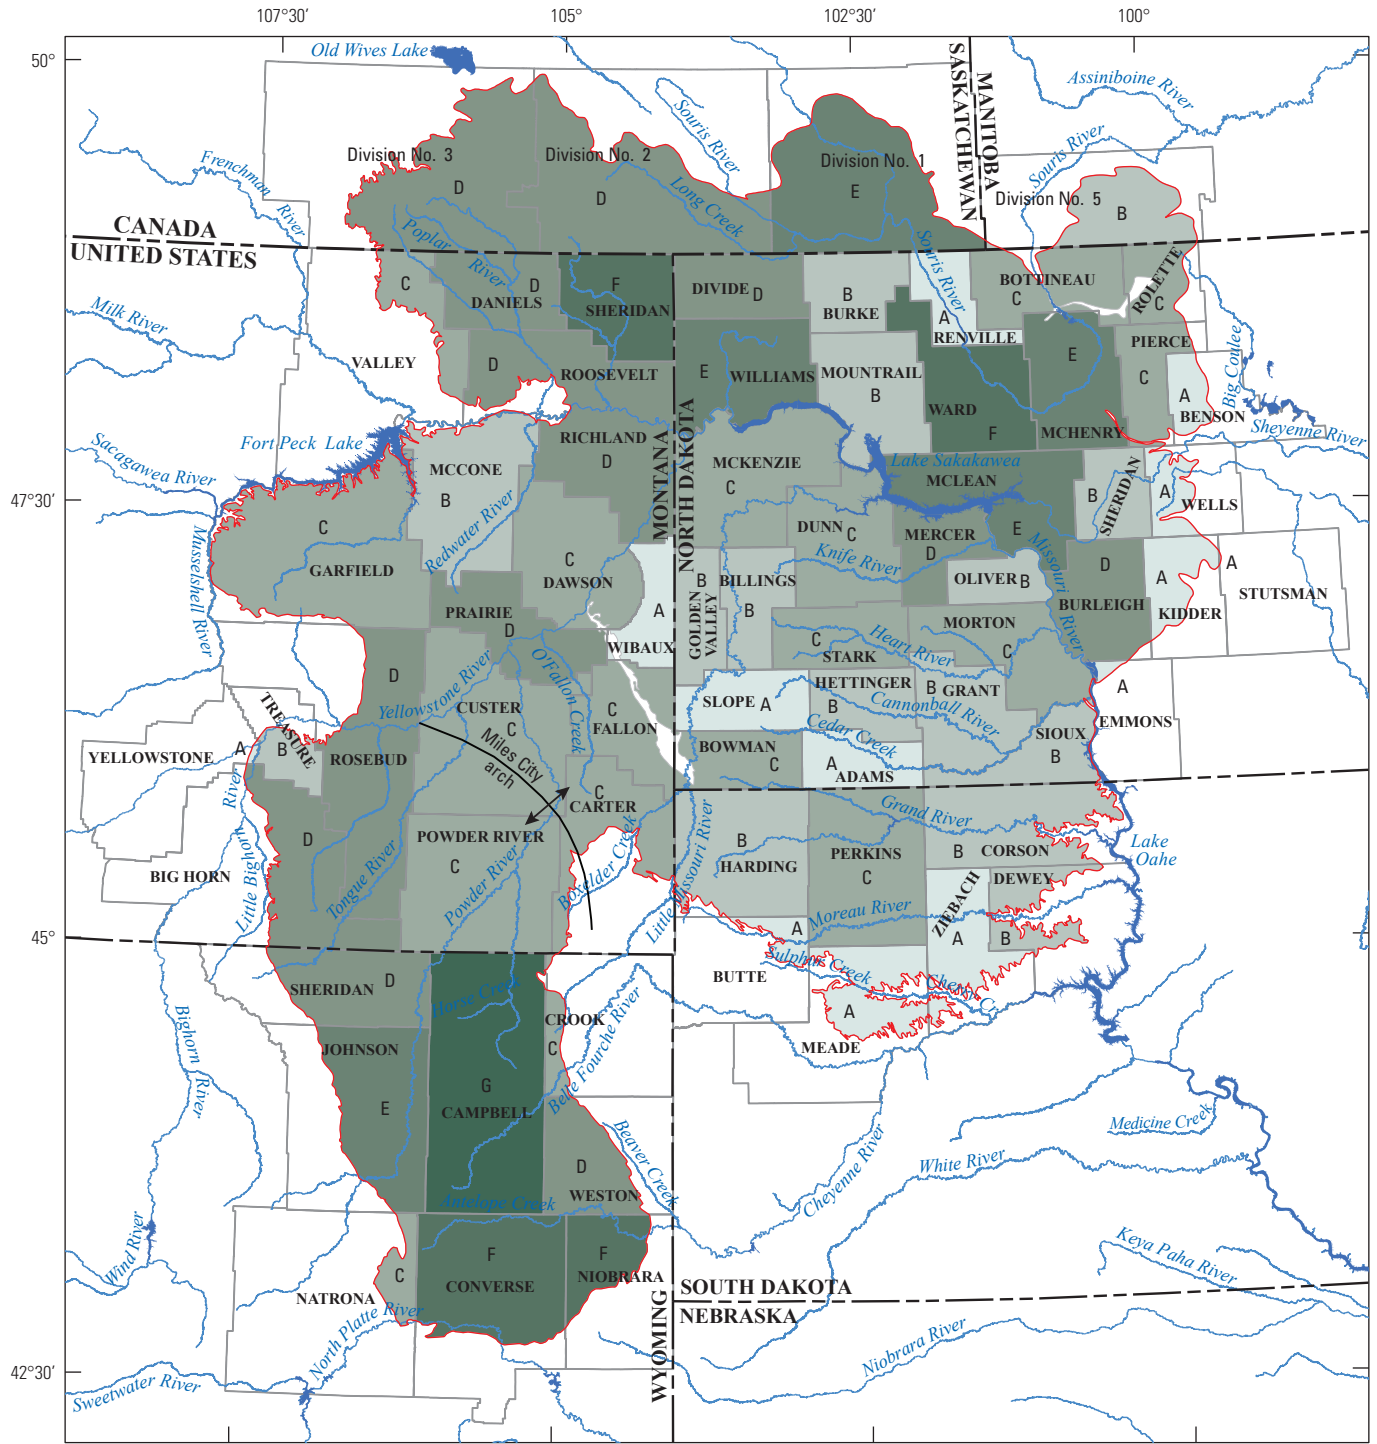 107°30'
105°
102°30'
100°
50°
Old Wives Lake
SASKATCHEWAN
MANITOBA
Assiniboine River
Souris River
Souris River
Division No. 3
Division No. 2
Division No. 1
Division No. 5
Frenchman
River
D
D
E
B
Long Creek
CANADA
UNITED STATES
Poplar
River
Souris River
C
D
DANIELS
F
SHERIDAN
DIVIDE
D
B
BURKE
A
RENVILLE
BOTTINEAU
C
ROLETTE
C
Milk River
VALLEY
D
ROOSEVELT
E
WILLIAMS
MOUNTRAIL
B
WARD
F
E
MCHENRY
PIERCE
C
A
BENSON
Big Coulee
Sheyenne River
Fort Peck Lake
Sacagawea River
RICHLAND
D
MONTANA
NORTH DAKOTA
MCCONE
B
MCKENZIE
C
Lake Sakakawea
MCLEAN
E
B
SHERIDAN
A
WELLS
47°30'
Musselshell River
C
GARFIELD
Redwater River
C
DAWSON
DUNN
C
Knife River
MERCER
D
Missouri
River
OLIVER
B
D
BURLEIGH
A
KIDDER
A
STUTSMAN
A
WIBAUX
B
GOLDEN
VALLEY
BILLINGS
B
PRAIRIE
D
C
STARK
Heart River
MORTON
C
D
Yellowstone River
O'Fallon Creek
CUSTER
C
C
FALLON
SLOPE
A
HETTINGER
B
B
GRANT
Cannonball River
Cedar Creek
SIOUX
B
A
EMMONS
YELLOWSTONE
A
TREASURE
B
ROSEBUD
Miles City
arch
BOWMAN
C
A
ADAMS
C
CARTER
River
Little Bighorn
D
BIG HORN
Tongue River
POWDER RIVER
C
Powder River
Boxelder Creek
Little Missouri River
B
HARDING
PERKINS
C
Grand River
B
CORSON
DEWEY
B
ZIEBACH
A
Lake
Oahe
Moreau River
A
45°
BUTTE
Sulphur Creek
Cherry C.
A
MEADE
SHERIDAN
D
Horse Creek
CROOK
C
Belle Fourche River
Bighorn
River
JOHNSON
E
G
CAMPBELL
Medicine Creek
White River
Beaver Creek
D
WESTON
Cheyenne River
Antelope Creek
Wind River
C
NATRONA
F
CONVERSE
F
NIOBRARA
Keya Paha River
SOUTH DAKOTA
NEBRASKA
WYOMING
North Platte River
Niobrara River
42°30'
Sweetwater River